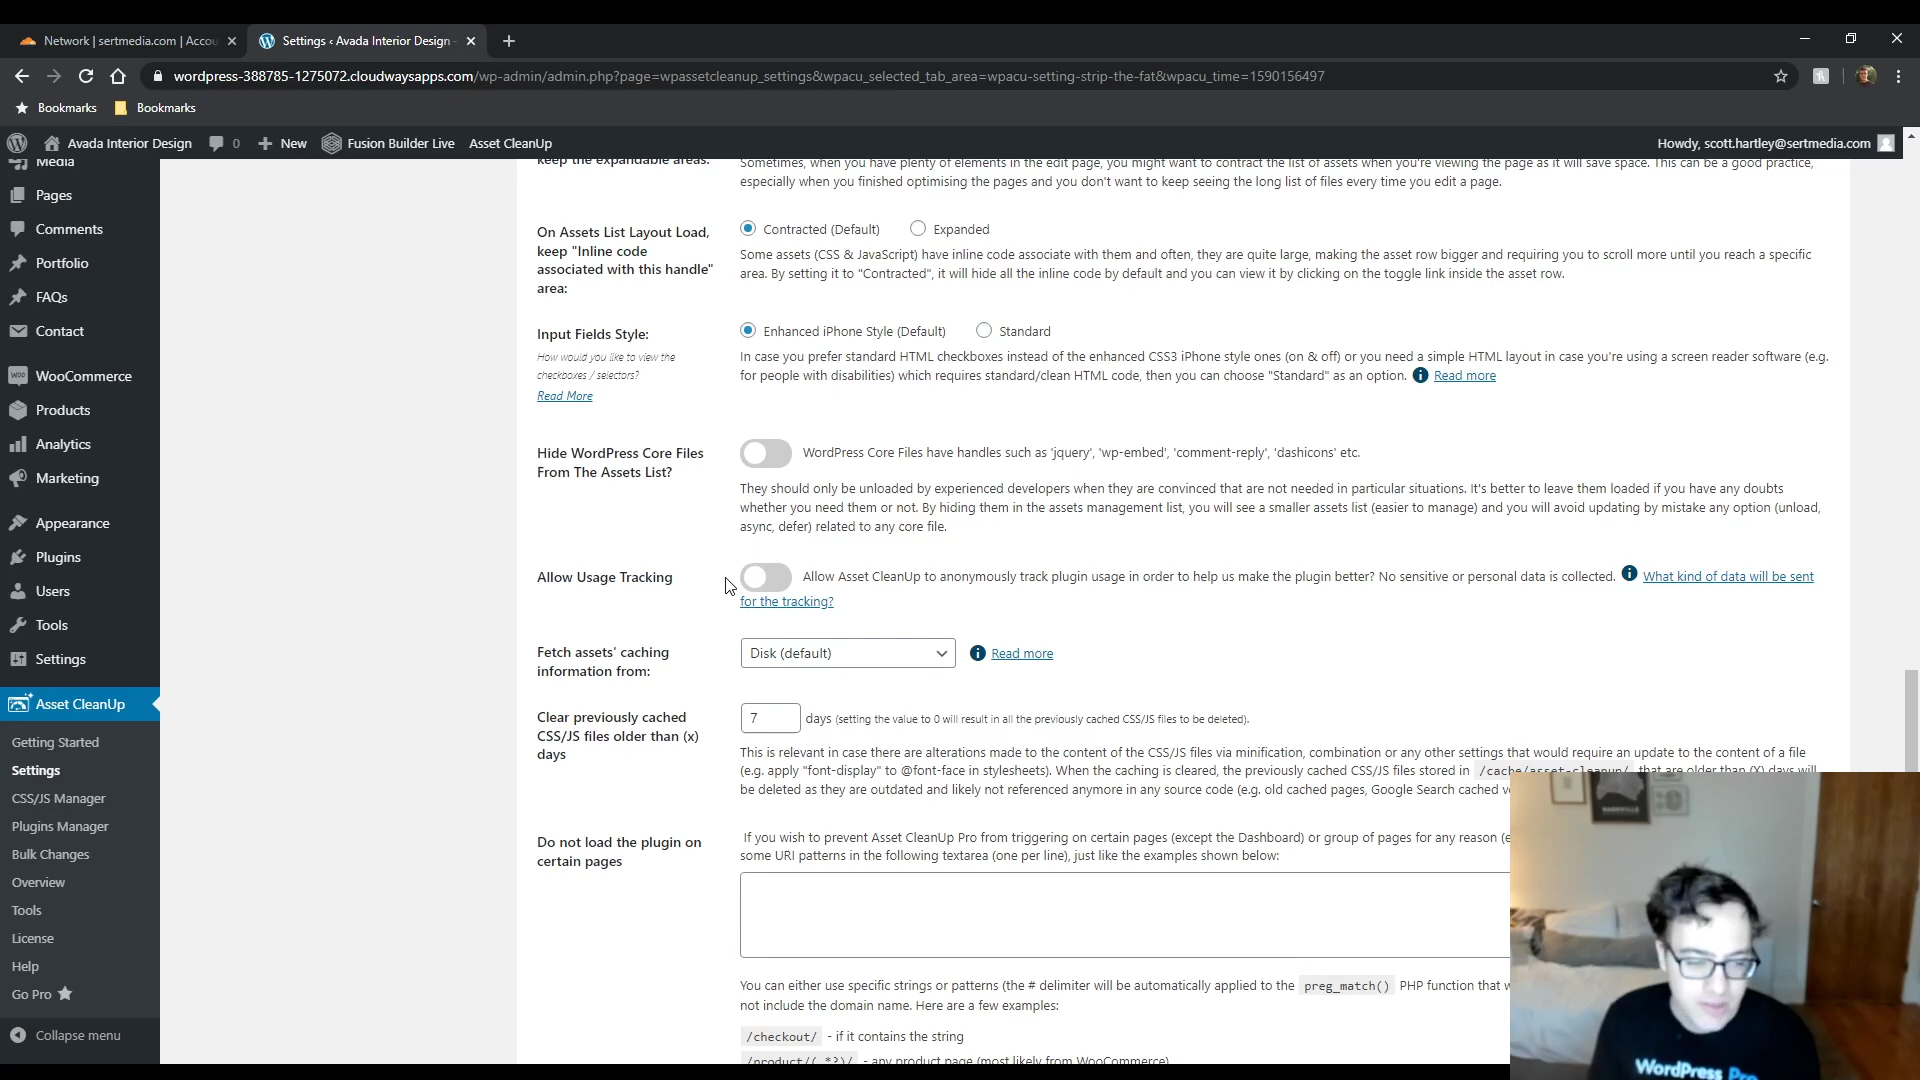 Network | sertmedia.com | Accou
Settings ‹ Avada Interior Design -
wordpress-388785-1275072.cloudwaysapps.com/wp-admin/admin.php?page=wpassetcleanup_settings&wpacu_selected_tab_area=wpacu-setting-strip-the-fat&wpacu_time=1590156497
Bookmarks
Bookmarks
Avada Interior Design
0
New
Fusion Builder Live
Asset CleanUp
Howdy, scott.hartley@sertmedia.com
Media
Pages
Comments
Portfolio
FAQs
Contact
WooCommerce
Products
Analytics
Marketing
Appearance
Plugins
Users
Tools
Settings
Asset CleanUp
Getting Started
Settings
CSS/JS Manager
Plugins Manager
Bulk Changes
Overview
Tools
License
Help
Go Pro
Collapse menu
keep the expandable areas:
Sometimes, when you have plenty of elements in the edit page, you might want to contract the list of assets when you're viewing the page as it will save space. This can be a good practice,
especially when you finished optimising the pages and you don't want to keep seeing the long list of files every time you edit a page.
On Assets List Layout Load,
keep "Inline code
associated with this handle"
area:
Contracted (Default)
Expanded
Some assets (CSS & JavaScript) have inline code associate with them and often, they are quite large, making the asset row bigger and requiring you to scroll more until you reach a specific
area. By setting it to "Contracted", it will hide all the inline code by default and you can view it by clicking on the toggle link inside the asset row.
Input Fields Style:
How would you like to view the
checkboxes / selectors?
Read More
Enhanced iPhone Style (Default)
Standard
In case you prefer standard HTML checkboxes instead of the enhanced CSS3 iPhone style ones (on & off) or you need a simple HTML layout in case you're using a screen reader software (e.g.
for people with disabilities) which requires standard/clean HTML code, then you can choose "Standard" as an option. Read more
Hide WordPress Core Files
From The Assets List?
WordPress Core Files have handles such as 'jquery', 'wp-embed', 'comment-reply', 'dashicons' etc.
They should only be unloaded by experienced developers when they are convinced that are not needed in particular situations. It's better to leave them loaded if you have any doubts
whether you need them or not. By hiding them in the assets management list, you will see a smaller assets list (easier to manage) and you will avoid updating by mistake any option (unload,
async, defer) related to any core file.
Allow Usage Tracking
Allow Asset CleanUp to anonymously track plugin usage in order to help us make the plugin better? No sensitive or personal data is collected. What kind of data will be sent
for the tracking?
Fetch assets' caching
information from:
Disk (default)
Read more
Clear previously cached
CSS/JS files older than (x)
days
7 days (setting the value to 0 will result in all the previously cached CSS/JS files to be deleted).
This is relevant in case there are alterations made to the content of the CSS/JS files via minification, combination or any other settings that would require an update to the content of a file
(e.g. apply "font-display" to @font-face in stylesheets). When the caching is cleared, the previously cached CSS/JS files stored in /cache/asset-cleanup/ that are older than (X) days will
be deleted as they are outdated and likely not referenced anymore in any source code (e.g. old cached pages, Google Search cached
Do not load the plugin on
certain pages
If you wish to prevent Asset CleanUp Pro from triggering on certain pages (except the Dashboard) or group of pages for any reason
some URI patterns in the following textarea (one per line), just like the examples shown below:
You can either use specific strings or patterns (the # delimiter will be automatically applied to the preg_match() PHP function that
not include the domain name. Here are a few examples:
/checkout/ - if it contains the string
/product/(.*?)/ - any product page (most likely from WooCommerce)
WordPress Pro